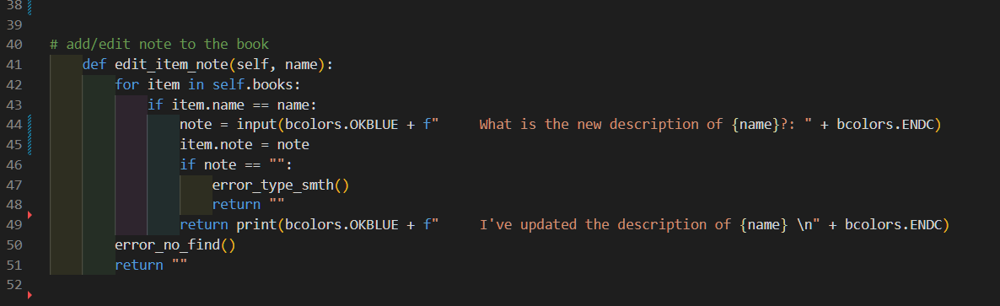 38
39
40 # add/edit note to the book
41 def edit_item_note(self, name):
42 for item in self.books:
43 if item.name == name:
44 note = input(bcolors.OKBLUE + f"     What is the new description of {name}?: " + bcolors.ENDC)
45 item.note = note
46 if note == "":
47 error_type_smth()
48 return ""
49 return print(bcolors.OKBLUE + f"     I've updated the description of {name} \n" + bcolors.ENDC)
50 error_no_find()
51 return ""
52